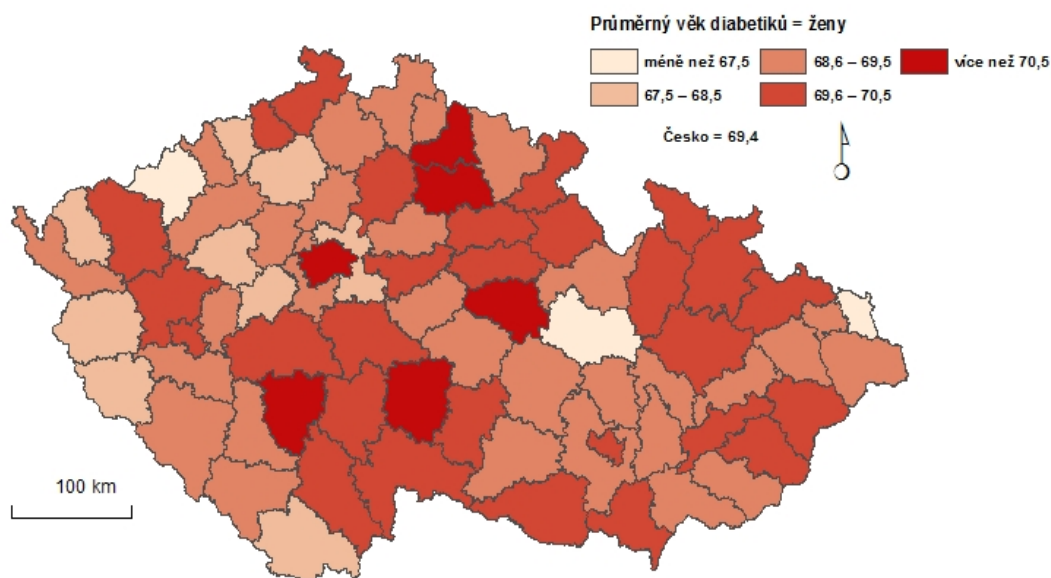 Průměrný věk diabetiků = ženy
méně než 67,5
68,6 – 69,5
více než 70,5
67,5 – 68,5
69,6 – 70,5
Česko = 69,4
100 km